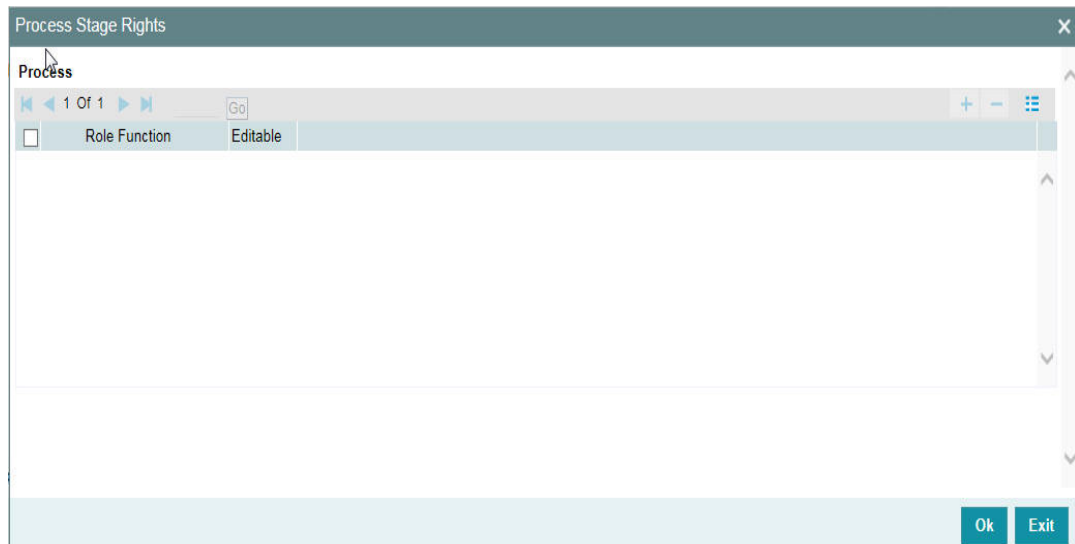 Process Stage Rights
Process
1 Of 1 Go
Role Function Editable
Ok Exit